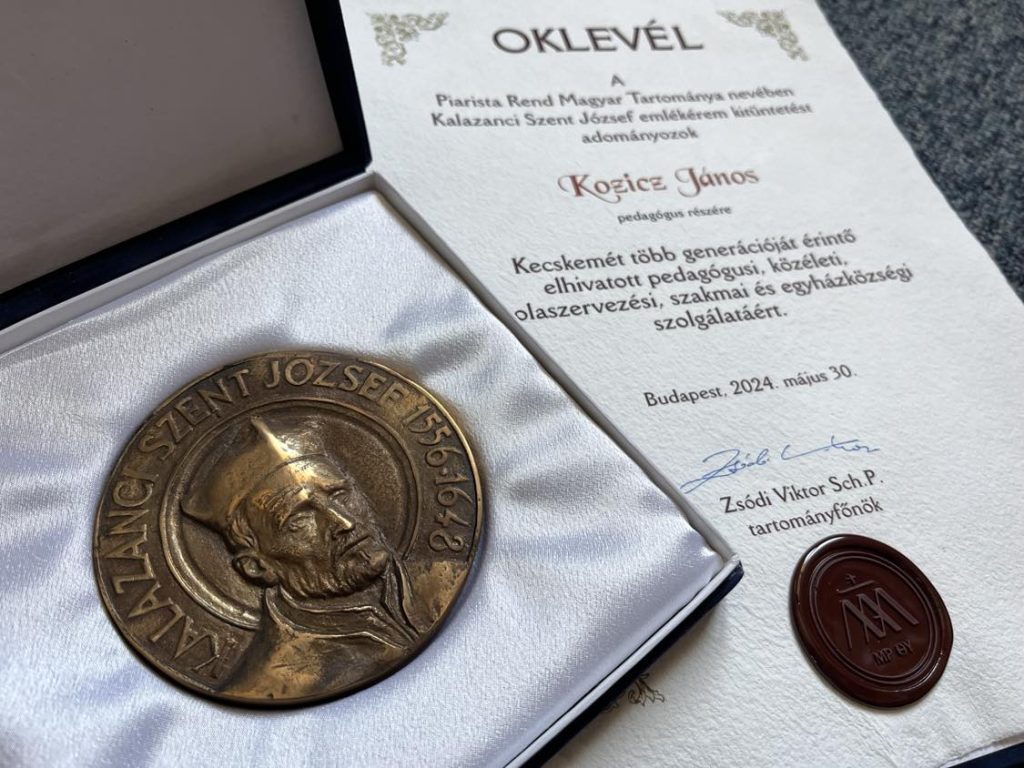 KALAZANCI SZENT JÓZSEF 1556-1648
OKLEVÉL
A
Piarista Rend Magyar Tartománya nevében
Kalazanci Szent József emlékérem kitüntetést
adományozok
Kozicz János
pedagógus részére
Kecskemét több generációját érintő
elhivatott pedagógusi, közéleti,
olaszervezési, szakmai és egyházközségi
szolgálatáért.
Budapest, 2024. május 30.
Zsódi Viktor Sch.P.
tartományfőnök
MP ΘY